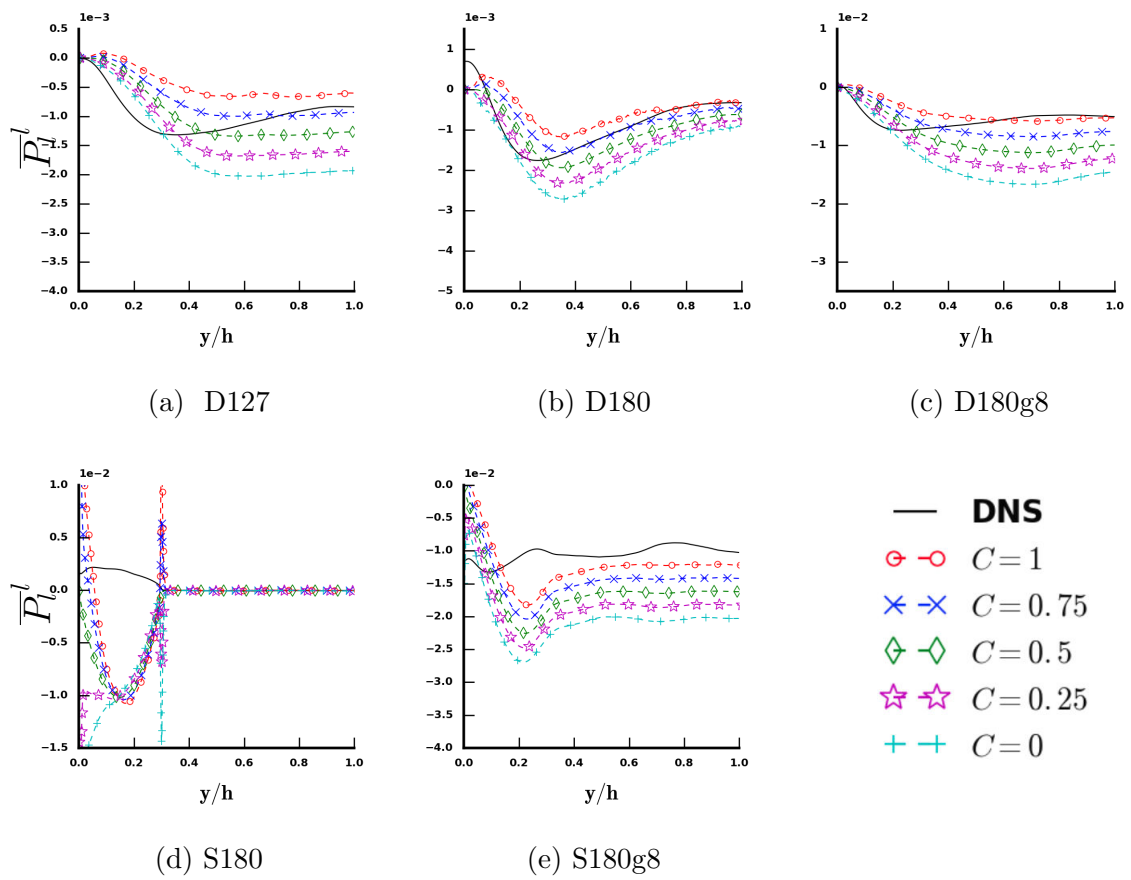 1e−3
0.5
0.0
−0.5
−1.0
−1.5
−2.0
−2.5
−3.0
−3.5
−4.0
0.0 0.2 0.4 0.6 0.8 1.0
$\overline{P_l}^l$
y/h
(a) D127
1e−3
1
0
−1
−2
−3
−4
−5
0.0 0.2 0.4 0.6 0.8 1.0
y/h
(b) D180
1e−2
1
0
−1
−2
−3
0.0 0.2 0.4 0.6 0.8 1.0
y/h
(c) D180g8
1e−2
1.0
0.5
0.0
−0.5
−1.0
−1.5
0.0 0.2 0.4 0.6 0.8 1.0
$\overline{P_l}^l$
y/h
(d) S180
1e−2
0.0
−0.5
−1.0
−1.5
−2.0
−2.5
−3.0
−3.5
−4.0
0.0 0.2 0.4 0.6 0.8 1.0
y/h
(e) S180g8
DNS
C = 1
C = 0.75
C = 0.5
C = 0.25
C = 0